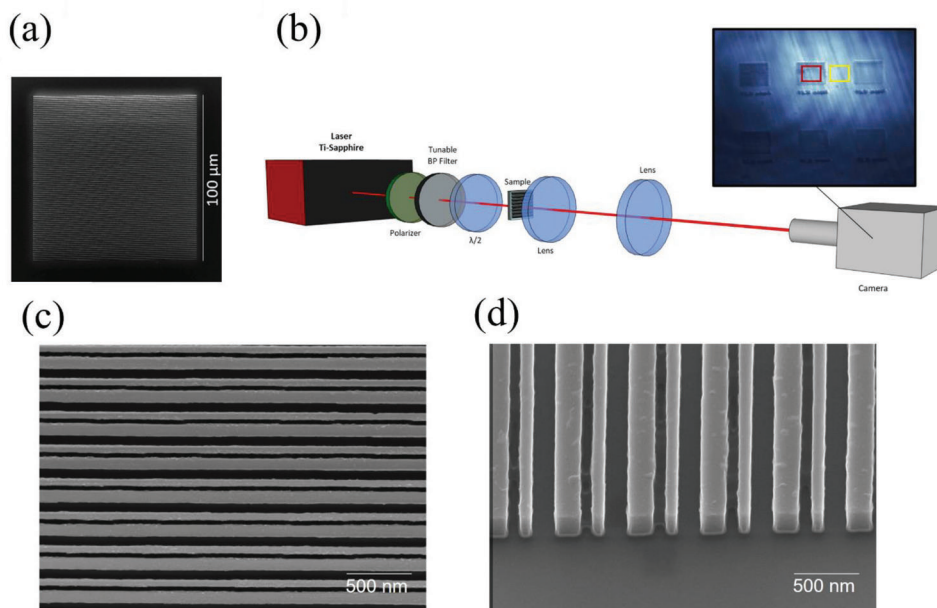 (a)
100 µm
(b)
Laser
Ti-Sapphire
Tunable
BP Filter
Polarizer
λ/2
Sample
Lens
Lens
Camera
(c)
500 nm
(d)
500 nm